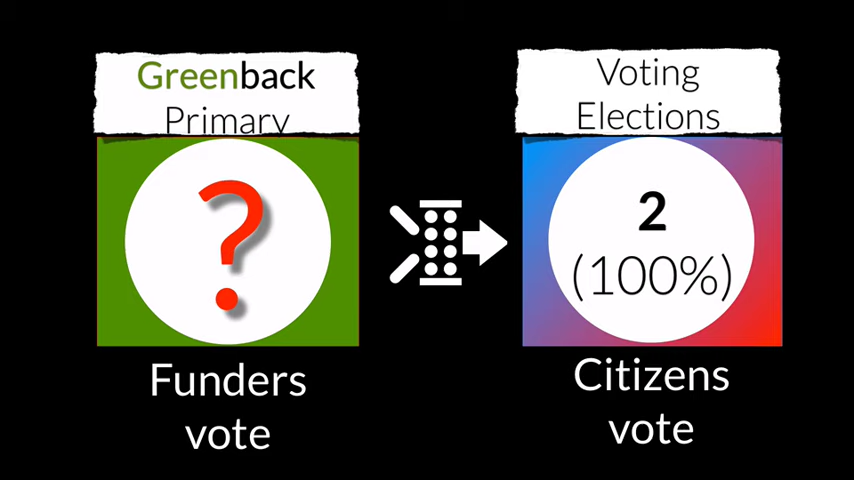 Greenback
Primary
?
Funders
vote
Voting
Elections
2
(100%)
Citizens
vote